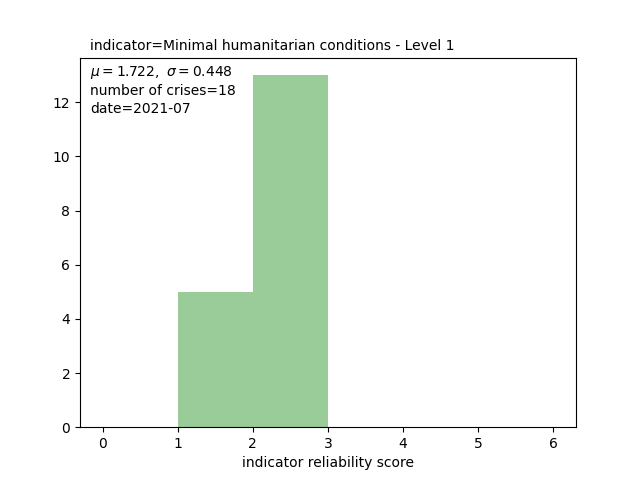 indicator=Minimal humanitarian conditions - Level 1
μ = 1.722, σ = 0.448
number of crises=18
date=2021-07
12
10
8
6
4
2
0
0 1 2 3 4 5 6
indicator reliability score